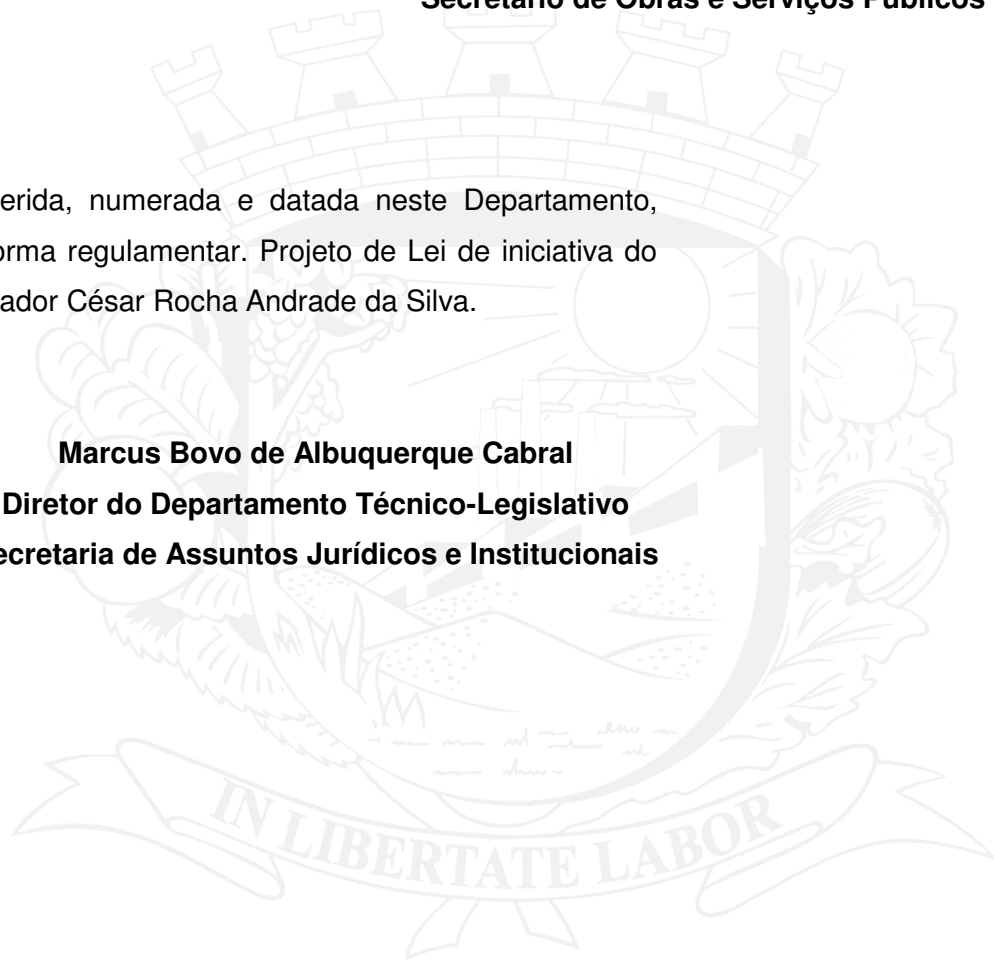 Secretário de Obras e Serviços Públicos
erida, numerada e datada neste Departamento,
orma regulamentar. Projeto de Lei de iniciativa do
ador César Rocha Andrade da Silva.
Marcus Bovo de Albuquerque Cabral
Diretor do Departamento Técnico-Legislativo
ecretaria de Assuntos Jurídicos e Institucionais
IN LIBERTATE LABOR